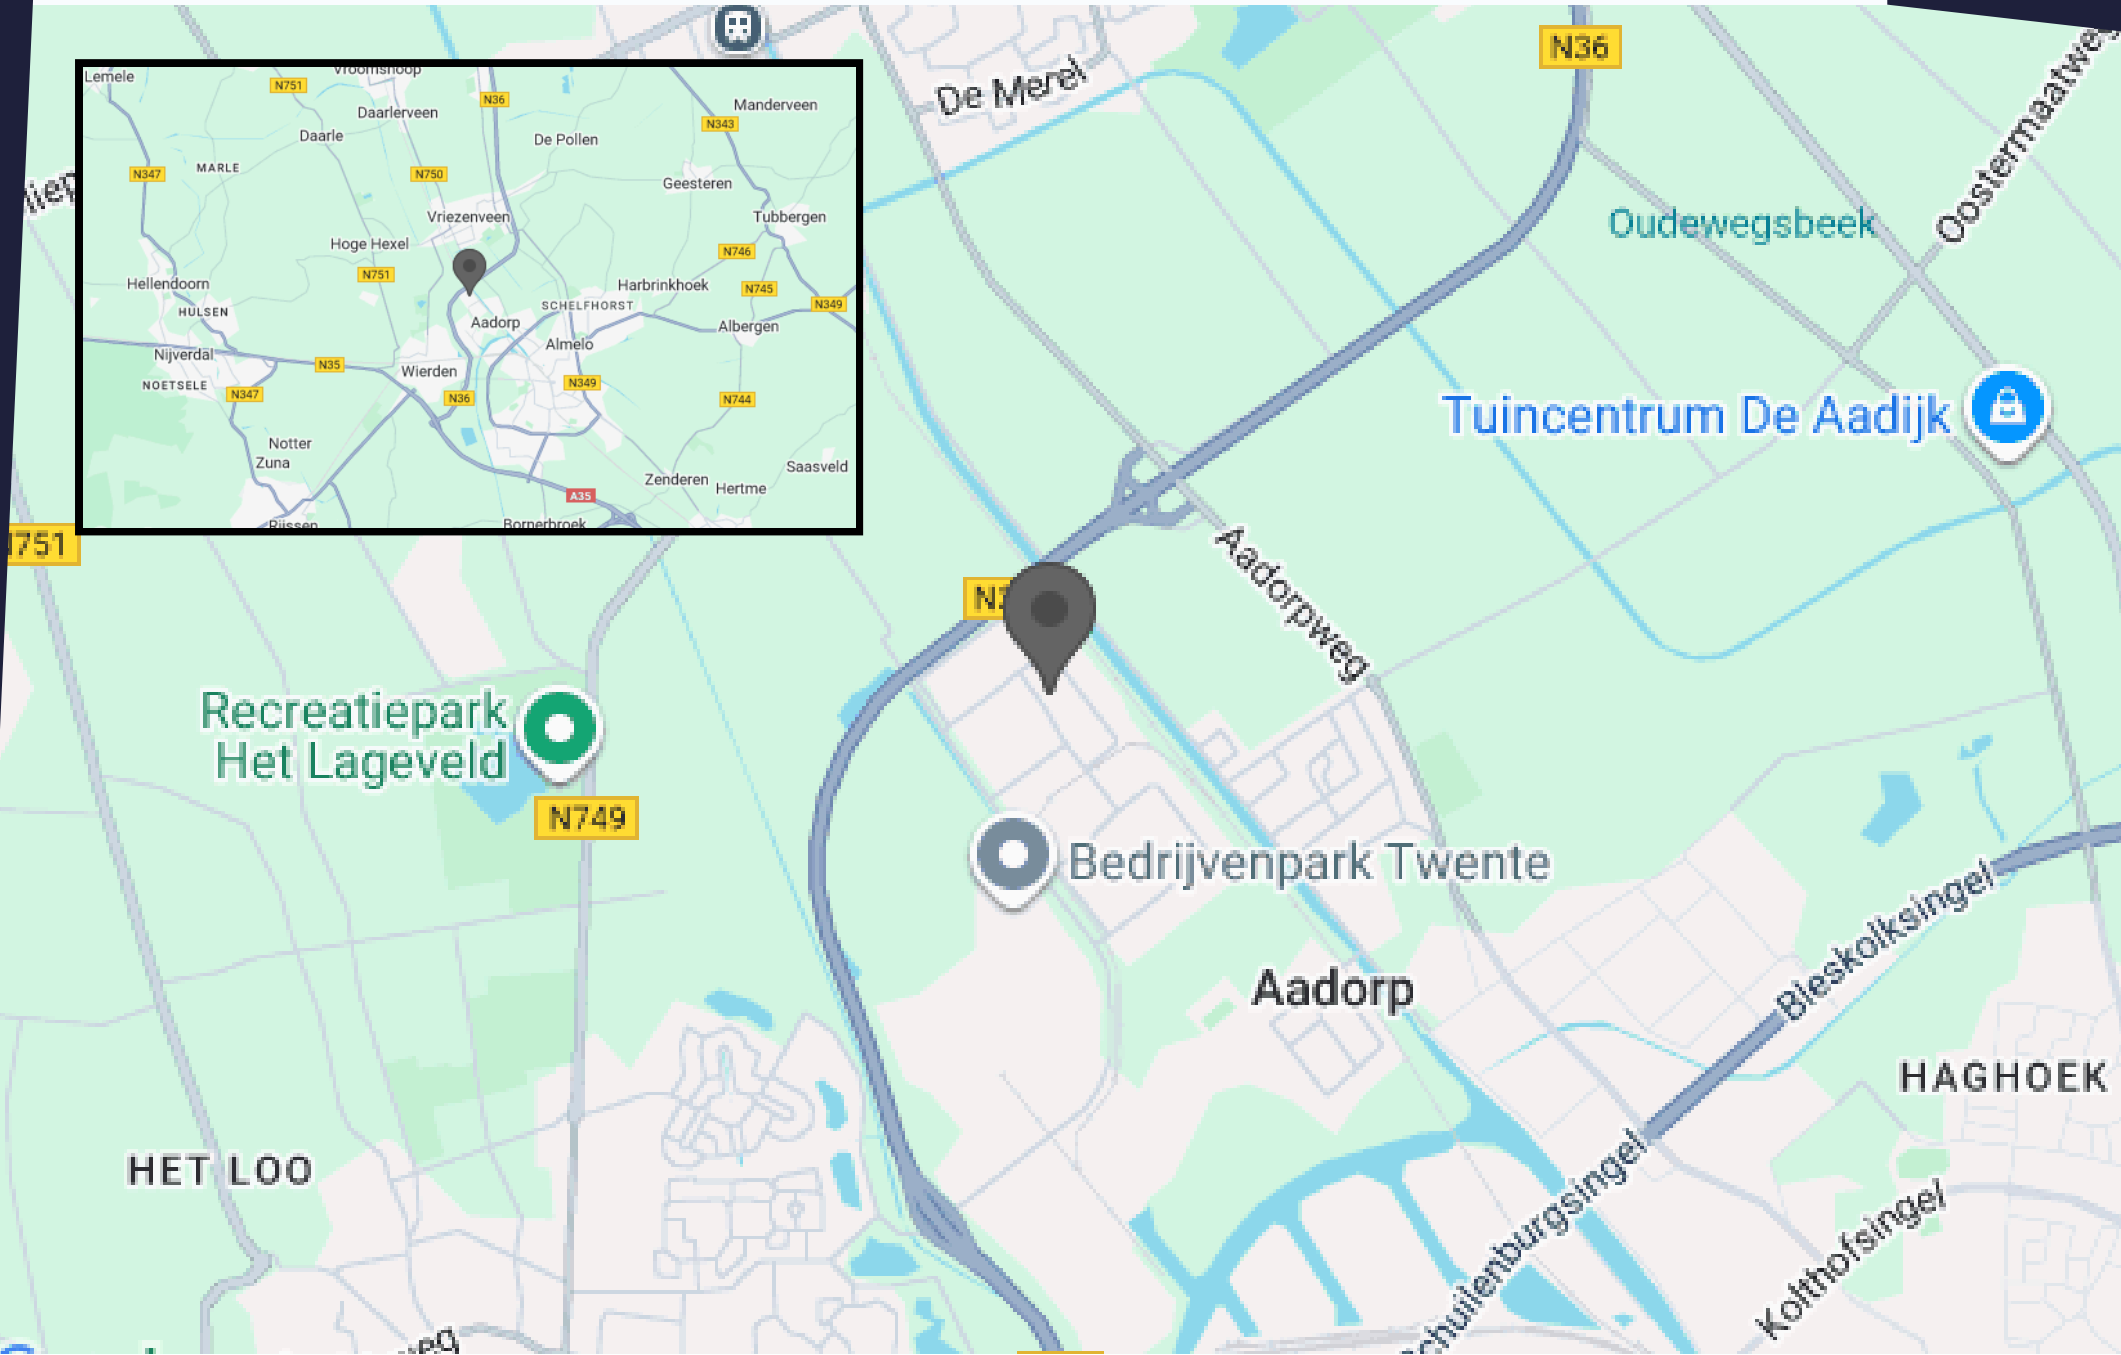 N36
De Merel
Oostermaatweg
Oudewegsbeek
Tuincentrum De Aadijk
Aadorpweg
Recreatiepark
Het Lageveld
N749
Bedrijvenpark Twente
Aadorp
Bleskolksingel
HAGHOEK
HET LOO
Kolthofsingel
Lemele
N751
Vroomshoop
N36
Manderveen
Daarlerveen
N343
Daarle
De Pollen
MARLE
N347
N750
Geesteren
Vriezenveen
Tubbergen
Hoge Hexel
N746
N751
Hellendoorn
Harbrinkhoek
N745
SCHELFHORST
N349
HULSEN
Aadorp
Albergen
Nijverdal
Almelo
N35
Wierden
NOETSELE
N349
N347
N36
N744
Notter
Zuna
Saasveld
Zenderen
Hertme
A35
Rijssen
Bornerbroek